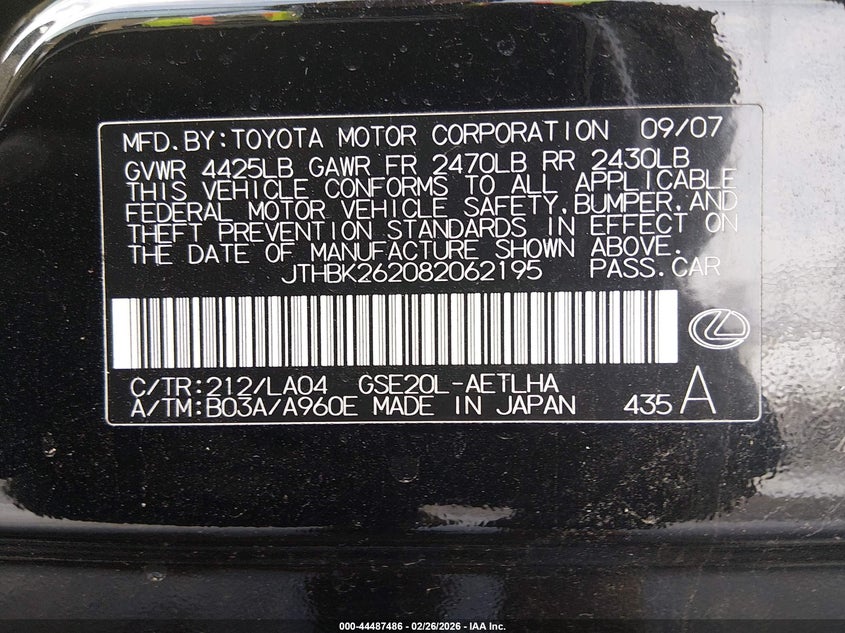 MFD.BY:TOYOTA MOTOR CORPORATION 09/07
GVWR 4425LB GAWR FR 2470LB RR 2430LB
THIS VEHICLE CONFORMS TO ALL APPLICABLE
FEDERAL MOTOR VEHICLE SAFETY,BUMPER,AND
THEFT PREVENTION STANDARDS IN EFFECT ON
THE DATE OF MANUFACTURE SHOWN ABOVE.
JTHBK262082062195 PASS.CAR
C/TR:212/LA04 GSE20L-AETLHA
A/TM:B03A/A960E MADE IN JAPAN 435 A
000-44487486 - 02/26/2026 - IAA Inc.